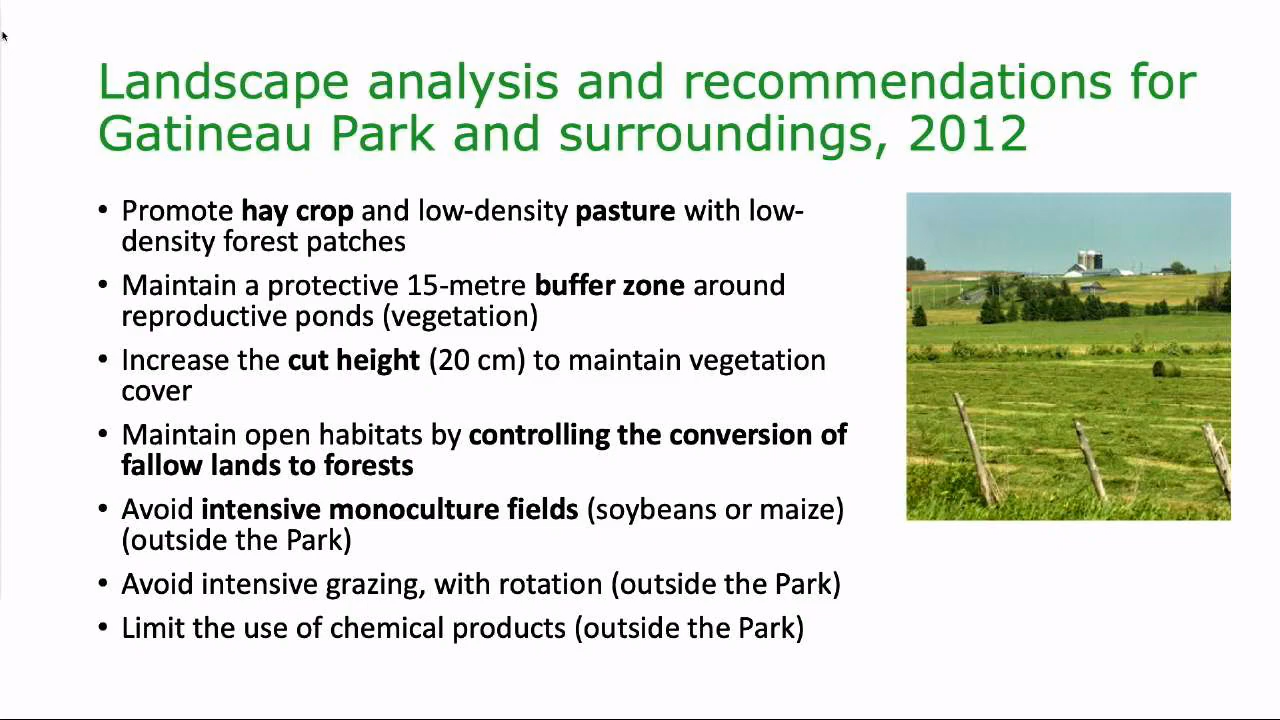 Landscape analysis and recommendations for
Gatineau Park and surroundings, 2012
• Promote hay crop and low-density pasture with low-
density forest patches
• Maintain a protective 15-metre buffer zone around
reproductive ponds (vegetation)
• Increase the cut height (20 cm) to maintain vegetation
cover
• Maintain open habitats by controlling the conversion of
fallow lands to forests
• Avoid intensive monoculture fields (soybeans or maize)
(outside the Park)
• Avoid intensive grazing, with rotation (outside the Park)
• Limit the use of chemical products (outside the Park)